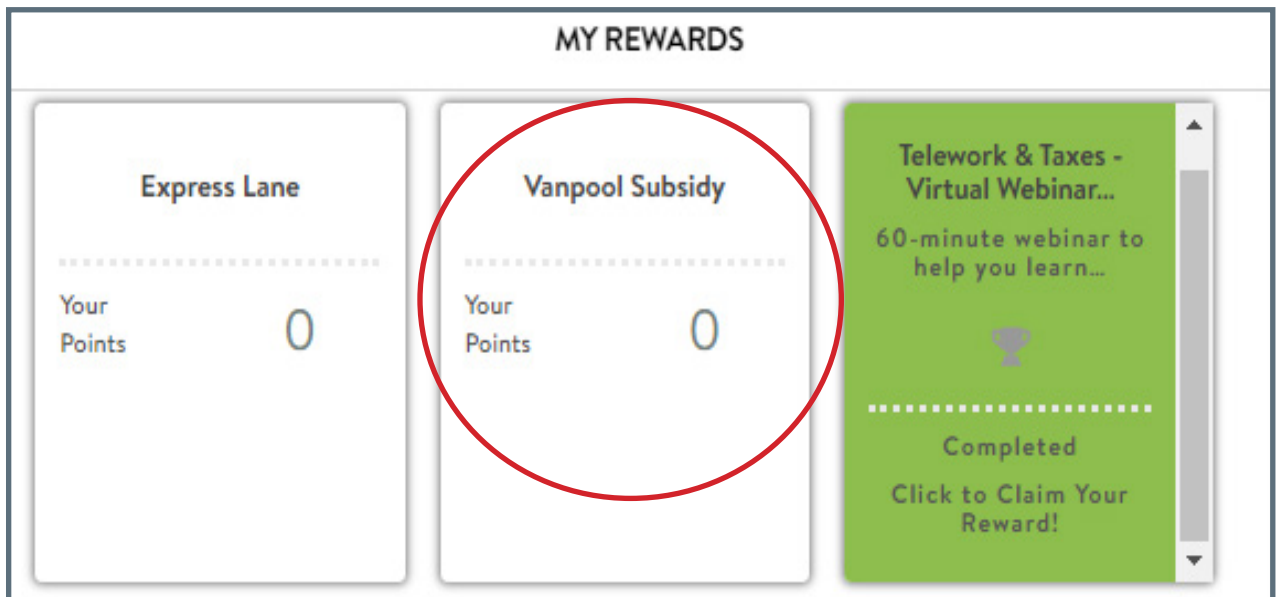 MY REWARDS
Express Lane
Your
Points
0
Vanpool Subsidy
Your
Points
0
Telework & Taxes -
Virtual Webinar...
60-minute webinar to
help you learn...
Completed
Click to Claim Your
Reward!